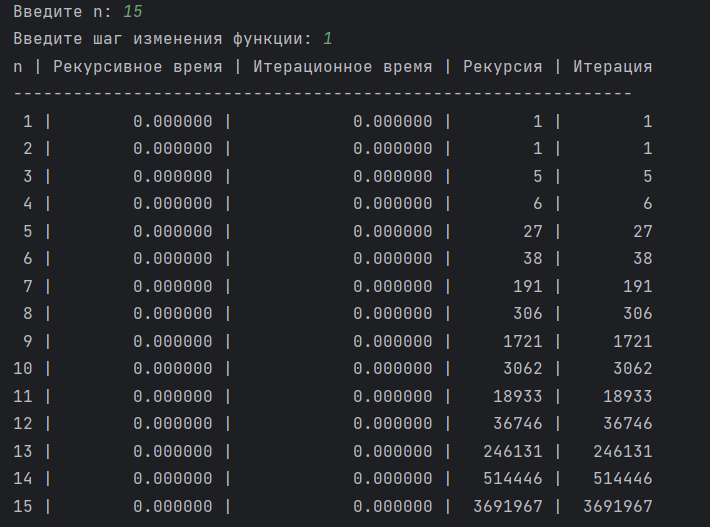 Введите n: 15
Введите шаг изменения функции: 1
n | Рекурсивное время | Итерационное время | Рекурсия | Итерация
--------------------------------------------------------------
 1 |        0.000000 |            0.000000 |        1 |        1
 2 |        0.000000 |            0.000000 |        1 |        1
 3 |        0.000000 |            0.000000 |        5 |        5
 4 |        0.000000 |            0.000000 |        6 |        6
 5 |        0.000000 |            0.000000 |       27 |       27
 6 |        0.000000 |            0.000000 |       38 |       38
 7 |        0.000000 |            0.000000 |      191 |      191
 8 |        0.000000 |            0.000000 |      306 |      306
 9 |        0.000000 |            0.000000 |     1721 |     1721
10 |        0.000000 |            0.000000 |     3062 |     3062
11 |        0.000000 |            0.000000 |    18933 |    18933
12 |        0.000000 |            0.000000 |    36746 |    36746
13 |        0.000000 |            0.000000 |   246131 |   246131
14 |        0.000000 |            0.000000 |   514446 |   514446
15 |        0.000000 |            0.000000 |  3691967 |  3691967